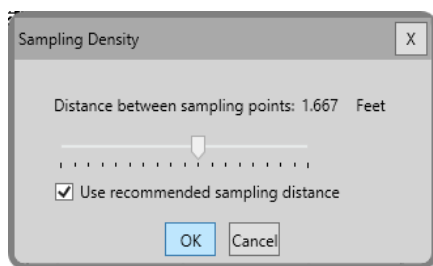 Sampling Density X
Distance between sampling points: 1.667 Feet
Use recommended sampling distance
OK Cancel